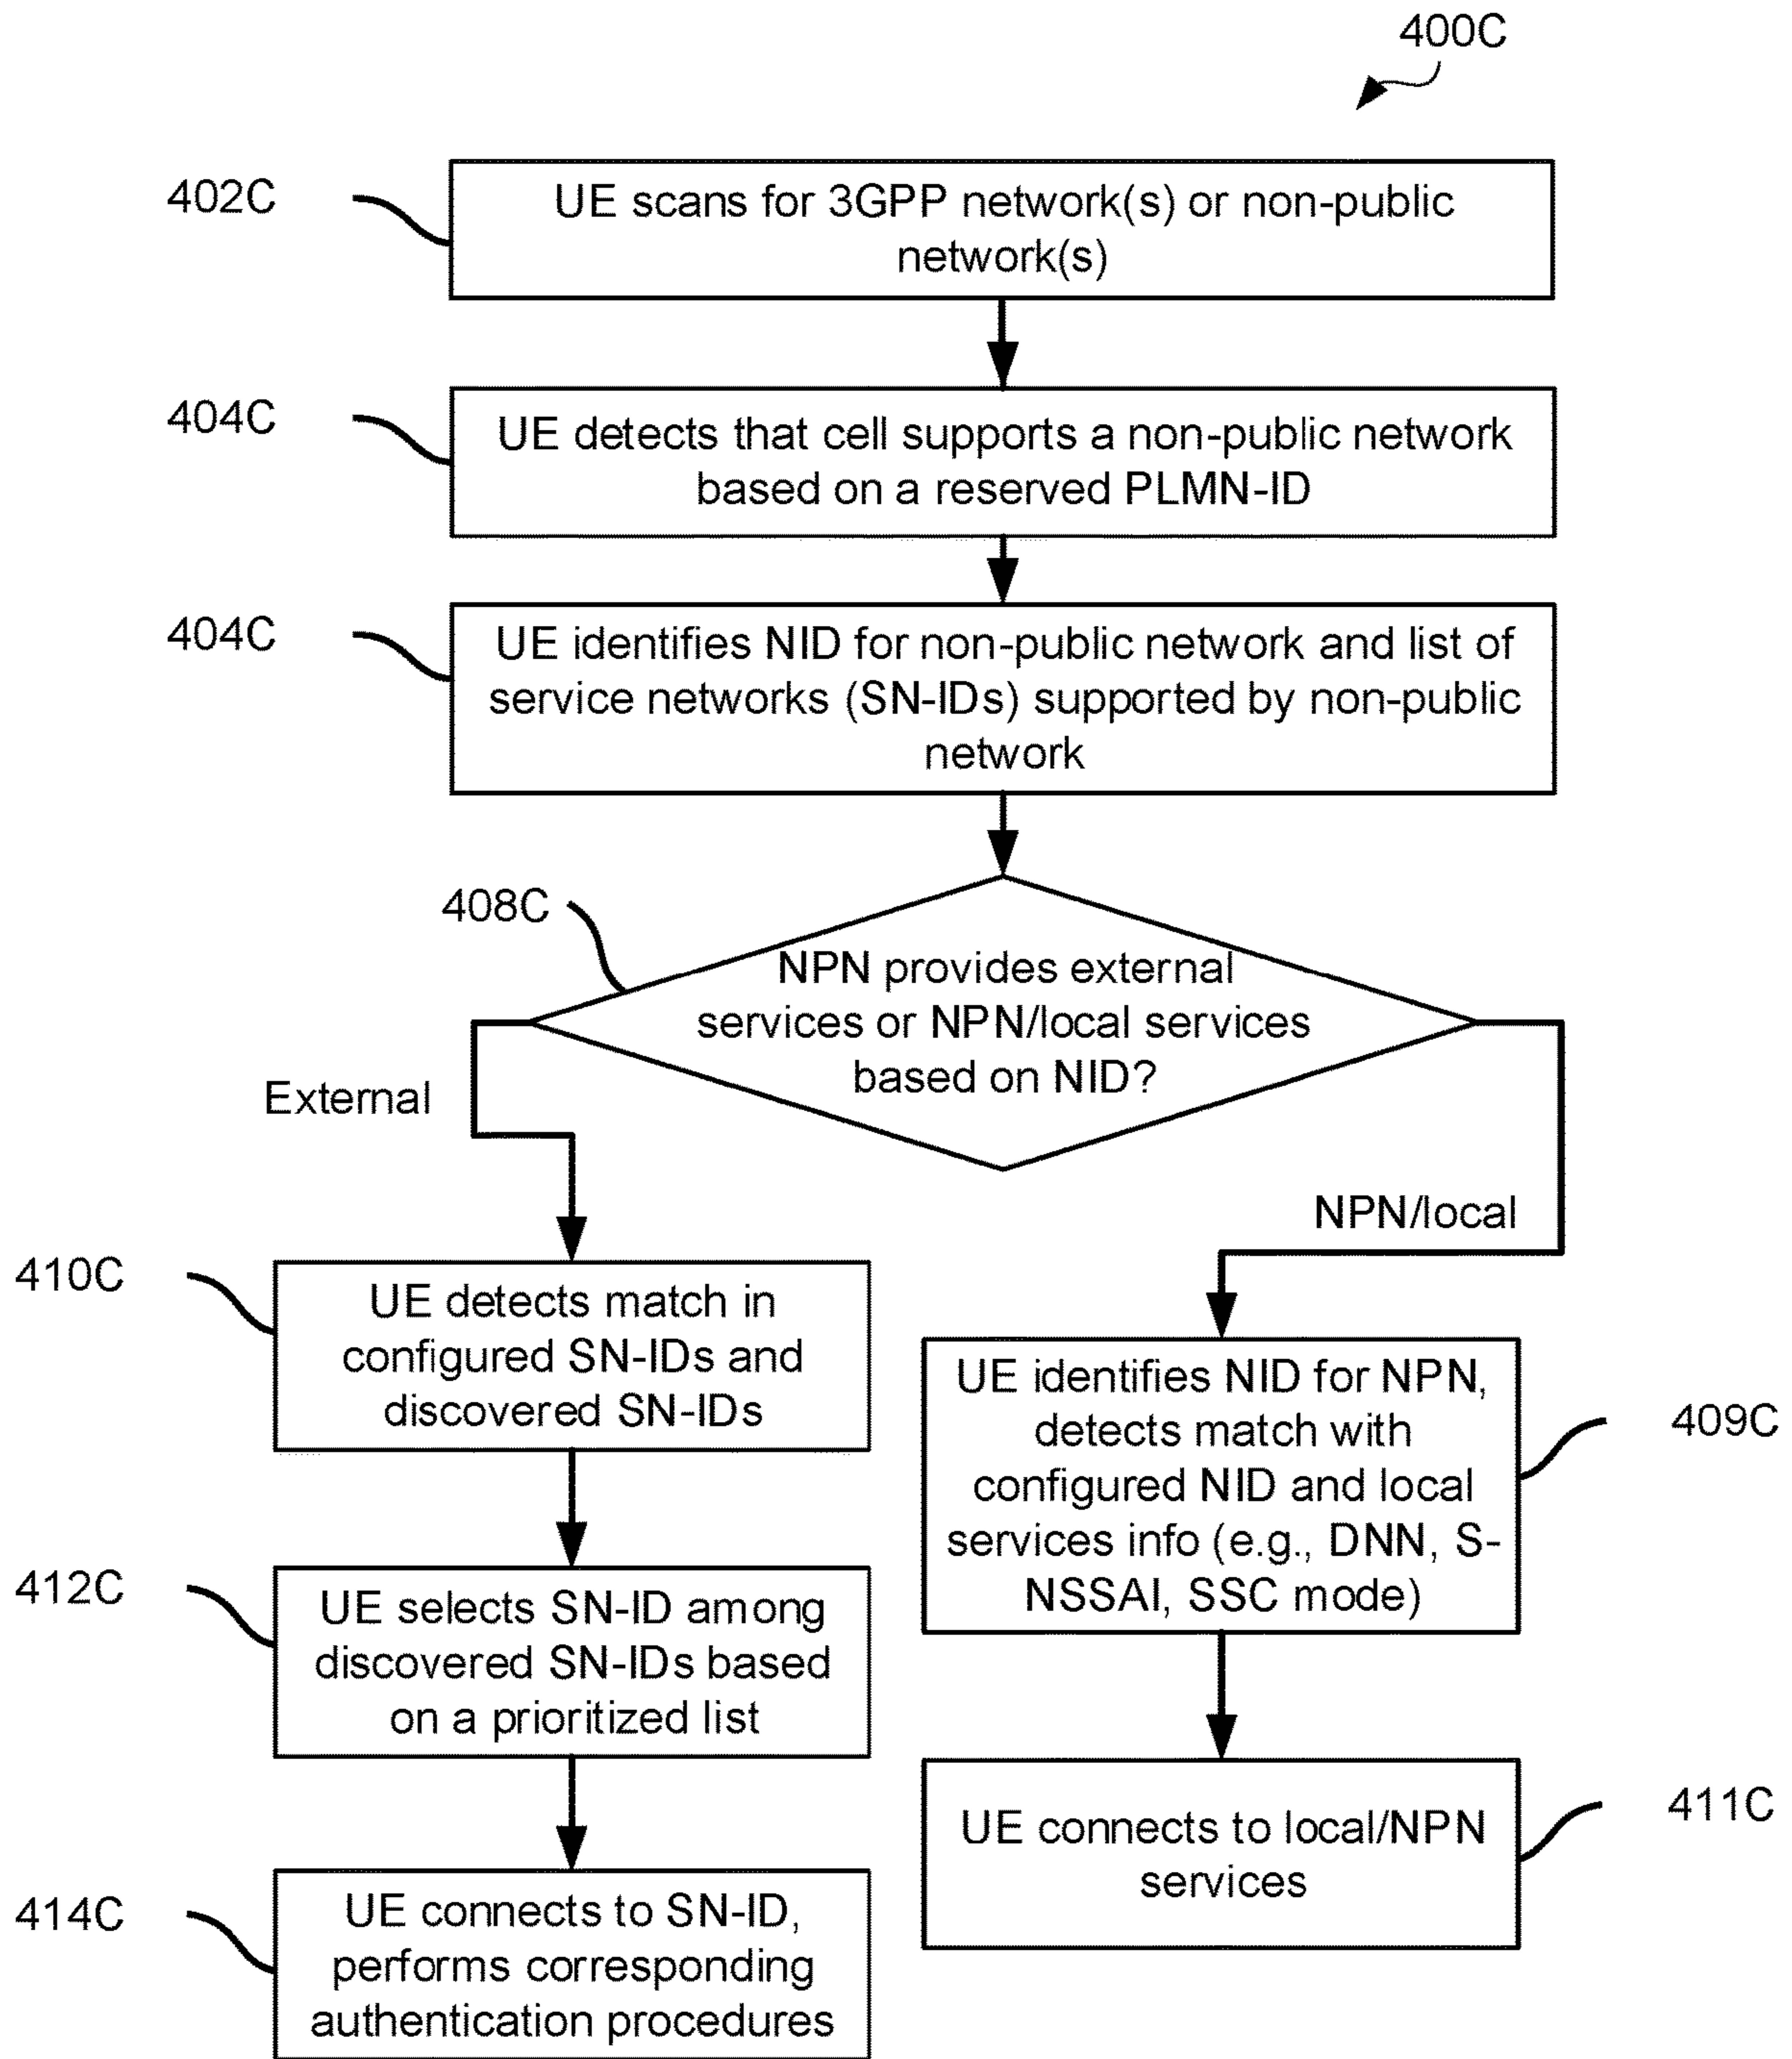 400C
402C
UE scans for 3GPP network(s) or non-public
network(s)
404C
UE detects that cell supports a non-public network
based on a reserved PLMN-ID
404C
UE identifies NID for non-public network and list of
service networks (SN-IDs) supported by non-public
network
408C
NPN provides external
services or NPN/local services
based on NID?
External
NPN/local
410C
UE detects match in
configured SN-IDs and
discovered SN-IDs
412C
UE selects SN-ID among
discovered SN-IDs based
on a prioritized list
414C
UE connects to SN-ID,
performs corresponding
authentication procedures
UE identifies NID for NPN,
detects match with
configured NID and local
services info (e.g., DNN, S-
NSSAI, SSC mode)
409C
UE connects to local/NPN
services
411C